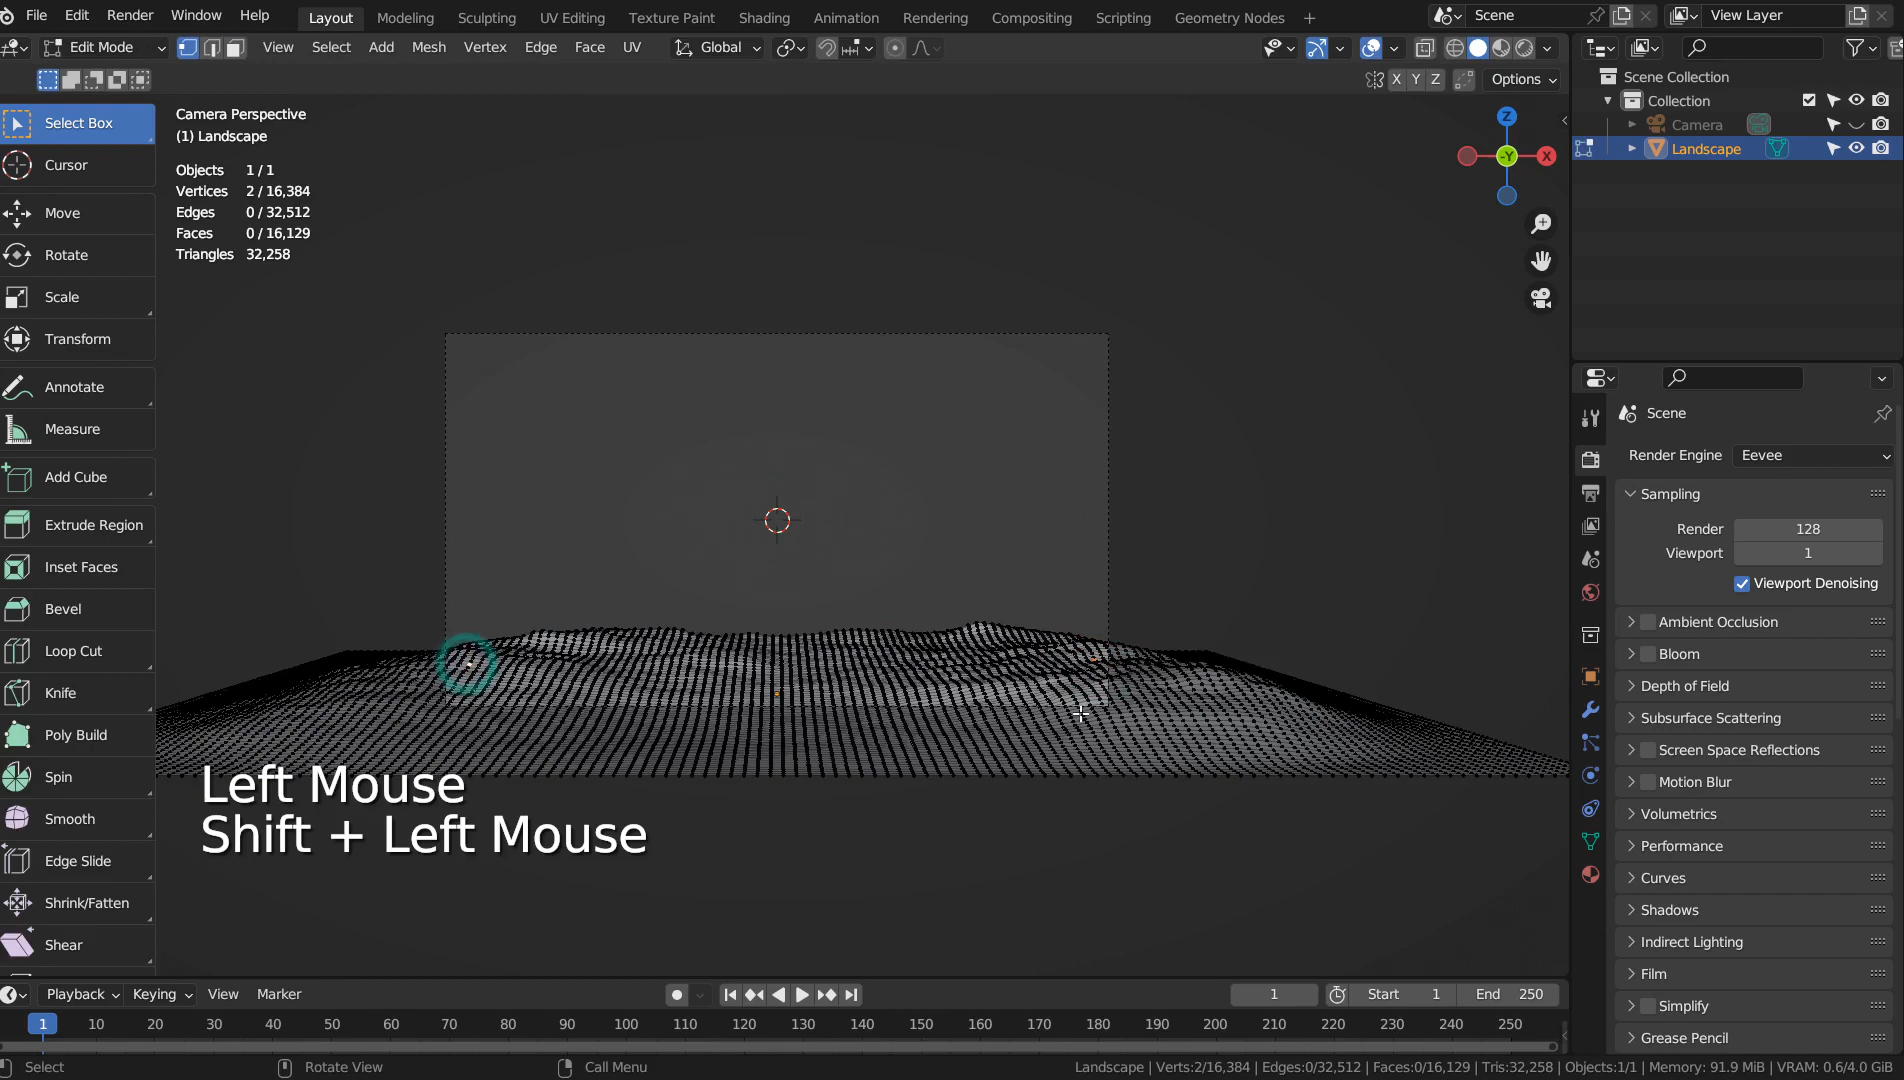 File Edit Render Window Help Layout Modeling Sculpting UV Editing Texture Paint Shading Animation Rendering Compositing Scripting Geometry Nodes Scene View Layer
Edit Mode View Select Add Mesh Vertex Edge Face UV Global
X Y Z Options
Select Box
Cursor
Move
Rotate
Scale
Transform
Annotate
Measure
Add Cube
Extrude Region
Inset Faces
Bevel
Loop Cut
Knife
Poly Build
Spin
Smooth
Edge Slide
Shrink/Fatten
Shear
Camera Perspective
(1) Landscape
Objects 1 / 1
Vertices 2 / 16,384
Edges 0 / 32,512
Faces 0 / 16,129
Triangles 32,258
Z
-Y X
Left Mouse
Shift + Left Mouse
Scene Collection
Collection
Camera
Landscape
Scene
Render Engine Eevee
Sampling
Render 128
Viewport 1
Viewport Denoising
Ambient Occlusion
Bloom
Depth of Field
Subsurface Scattering
Screen Space Reflections
Motion Blur
Volumetrics
Performance
Curves
Shadows
Indirect Lighting
Film
Simplify
Grease Pencil
Playback Keying View Marker 1 Start 1 End 250
1 10 20 30 40 50 60 70 80 90 100 110 120 130 140 150 160 170 180 190 200 210 220 230 240 250
Select Rotate View Call Menu Landscape | Verts:2/16,384 | Edges:0/32,512 | Faces:0/16,129 | Tris:32,258 | Objects:1/1 | Memory: 91.9 MiB | VRAM: 0.6/4.0 GiB